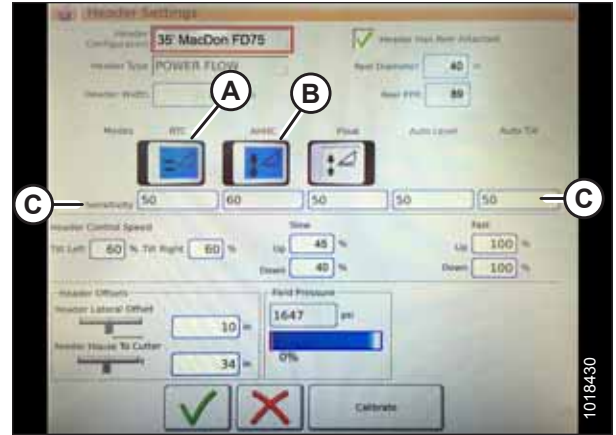 Header Settings
Header Configuration 35' MacDon FD75 Header Has Reel Attached
Header Type POWER FLOW Reel Diameter 40 in
Header Width Reel PPR 89
A B
Modes RTC AHHC Float Auto Level Auto Tilt
C Sensitivity 50 60 50 50 50 C
Header Control Speed Slow Fast
Tilt Left 60 % Tilt Right 60 % Up 48 % Up 100 %
Down 40 % Down 100 %
Header Offsets Field Pressure
Header Lateral Offset 1647 psi
10 in
Feeder House To Cutter 0%
34 in
Calibrate
1018430